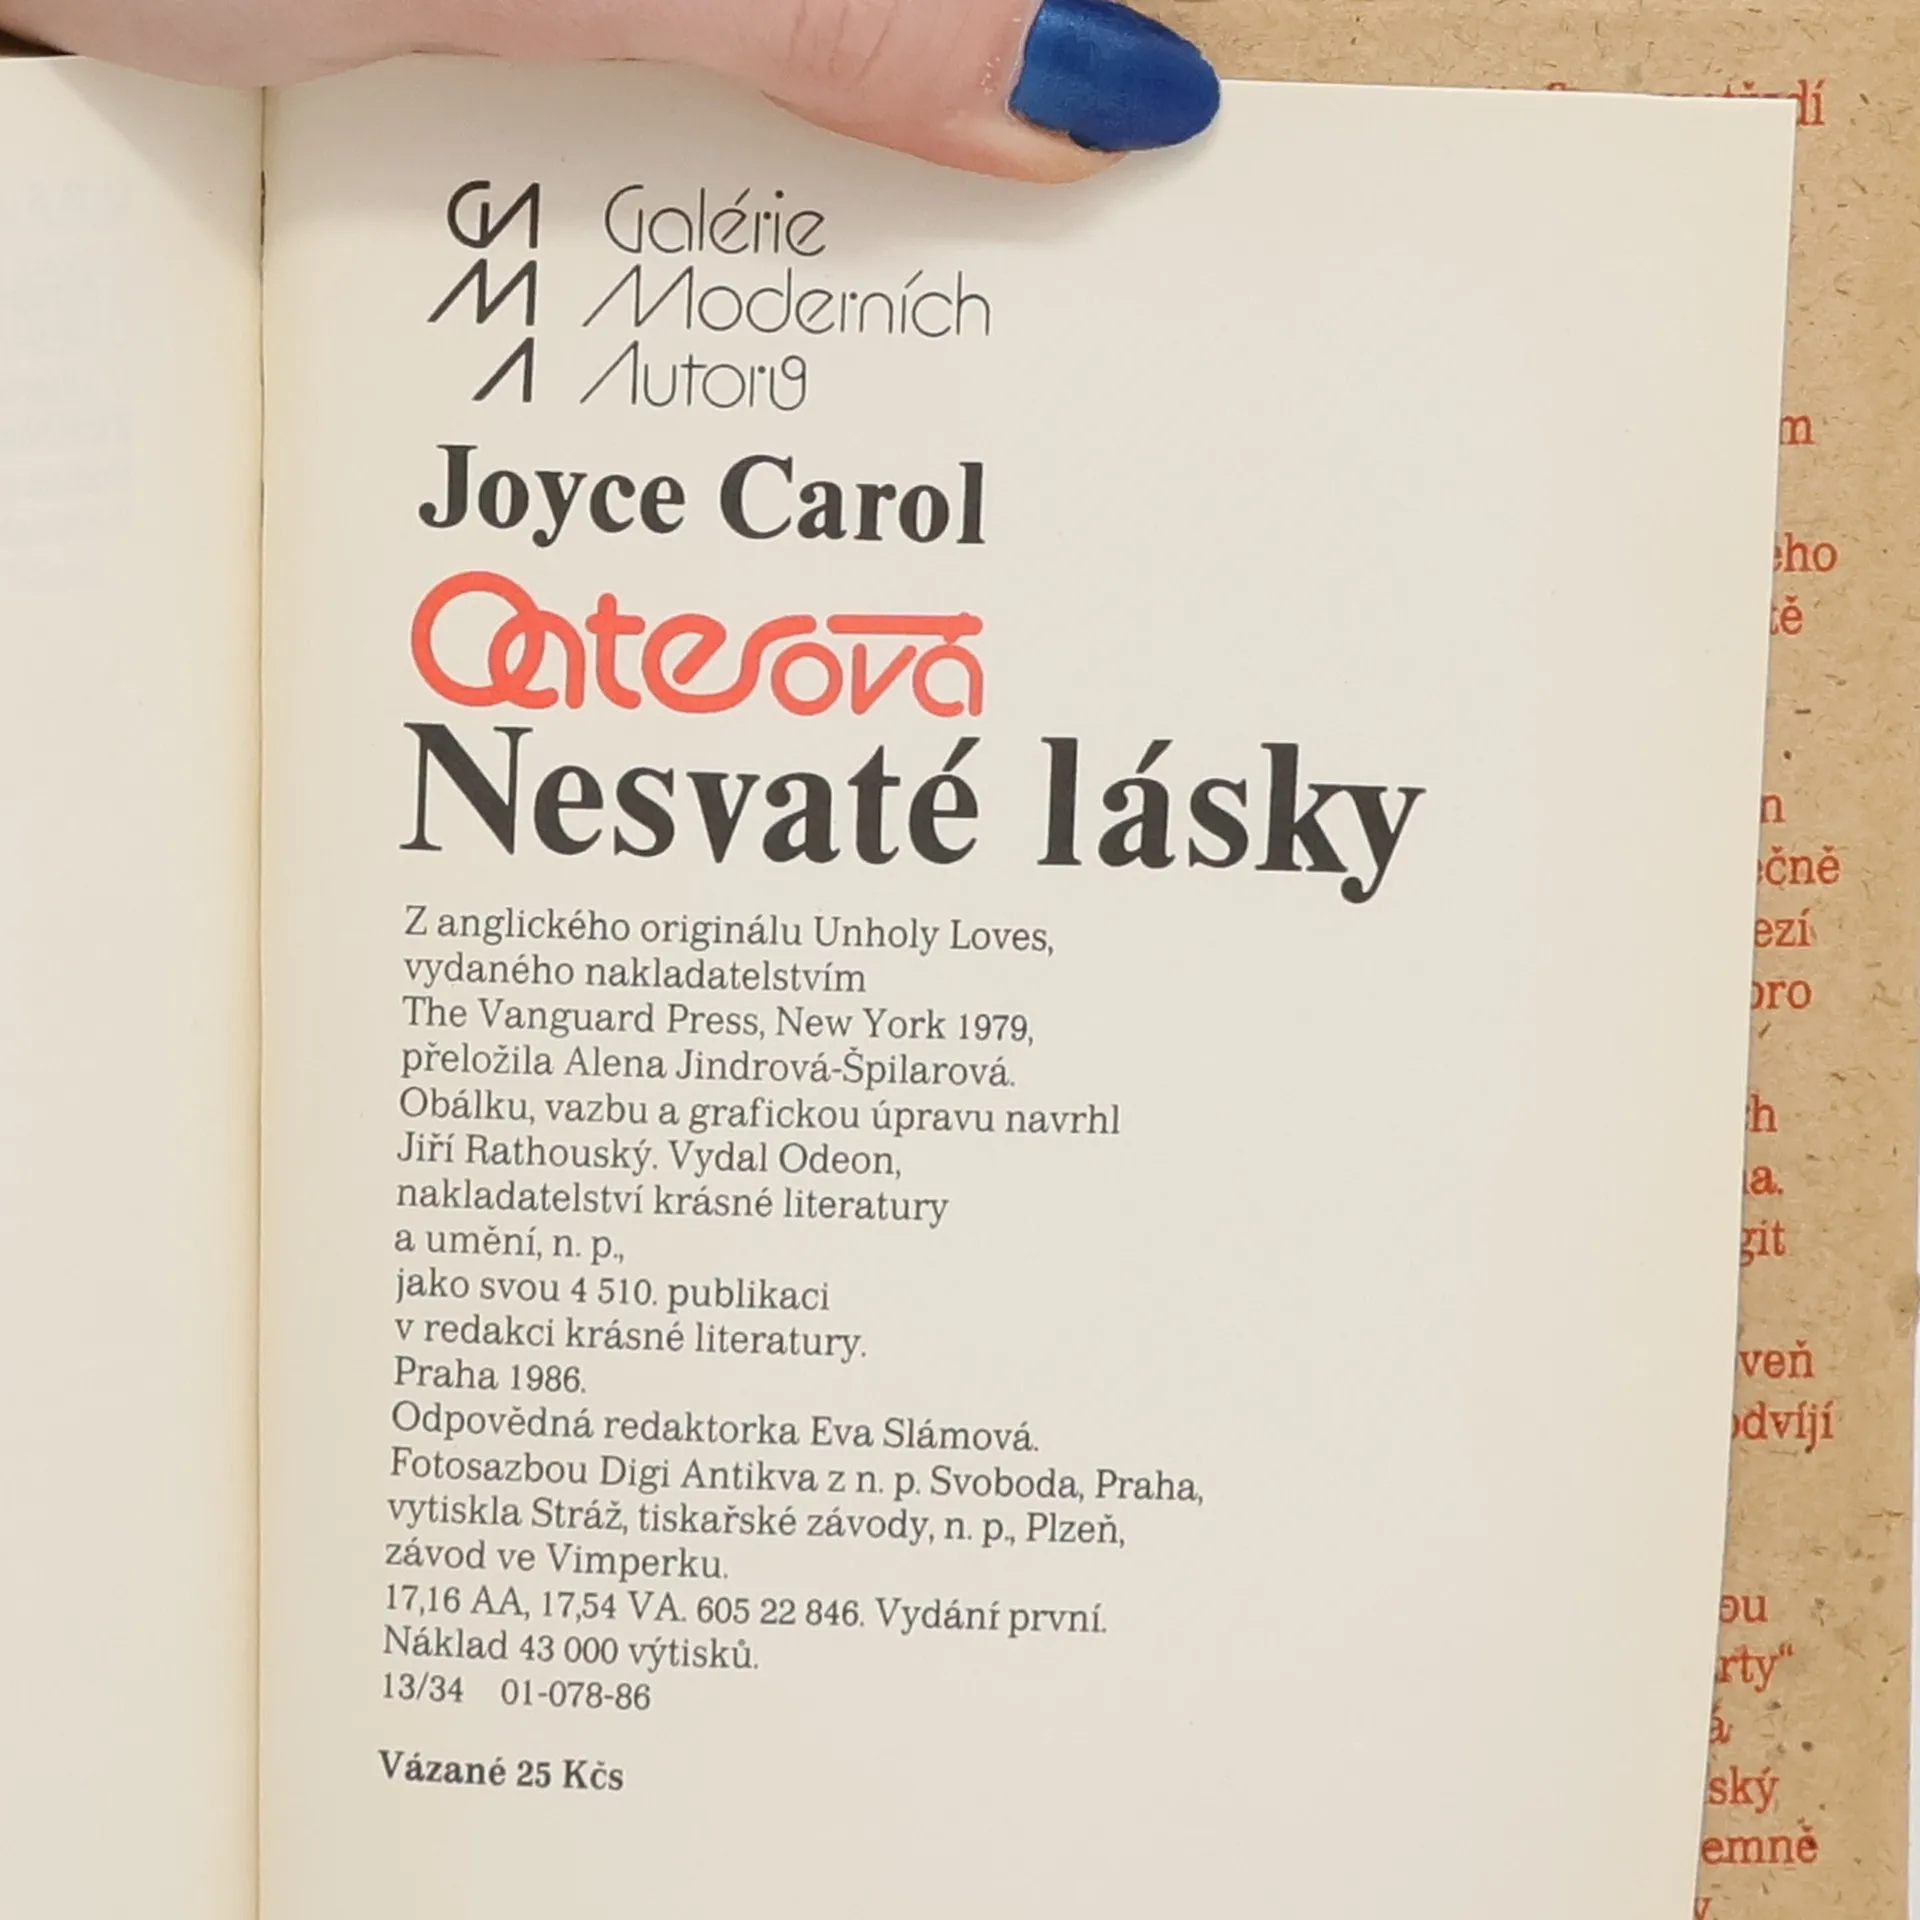 GMA Galérie
Moderních
Autorů
Joyce Carol
Oatesová
Nesvaté lásky
Z anglického originálu Unholy Loves,
vydaného nakladatelstvím
The Vanguard Press, New York 1979,
přeložila Alena Jindrová-Špilarová.
Obálku, vazbu a grafickou úpravu navrhl
Jiří Rathouský. Vydal Odeon,
nakladatelství krásné literatury
a umění, n. p.,
jako svou 4 510. publikaci
v redakci krásné literatury.
Praha 1986.
Odpovědná redaktorka Eva Slámová.
Fotosazbou Digi Antikva z n. p. Svoboda, Praha,
vytiskla Stráž, tiskařské závody, n. p., Plzeň,
závod ve Vimperku.
17,16 AA, 17,54 VA. 605 22 846. Vydání první.
Náklad 43 000 výtisků.
13/34 01-078-86
Vázané 25 Kčs